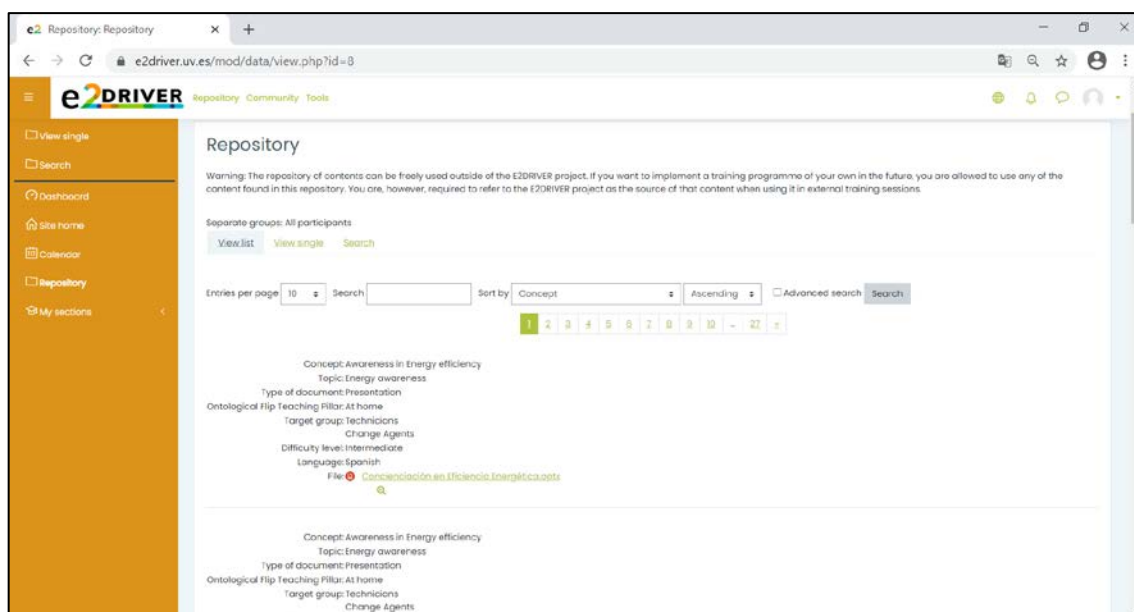 e2 Repository: Repository
e2driver.uv.es/mod/data/view.php?id=8
e2DRIVER Repository Community Tools
View single
Search
Dashboard
Site home
Calendar
Repository
My sections
Repository
Warning: The repository of contents can be freely used outside of the E2DRIVER project. If you want to implement a training programme of your own in the future, you are allowed to use any of the
content found in this repository. You are, however, required to refer to the E2DRIVER project as the source of that content when using it in external training sessions.
Separate groups: All participants
View list View single Search
Entries per page 10 Search Sort by Concept Ascending Advanced search Search
1 2 3 4 5 6 7 8 9 10 … 27 »
Concept: Awareness in Energy efficiency
Topic: Energy awareness
Type of document: Presentation
Ontological Flip Teaching Pillar: At home
Target group: Technicians
Change Agents
Difficulty level: Intermediate
Language: Spanish
File: Concienciación en Eficiencia Energética.pptx
Concept: Awareness in Energy efficiency
Topic: Energy awareness
Type of document: Presentation
Ontological Flip Teaching Pillar: At home
Target group: Technicians
Change Agents